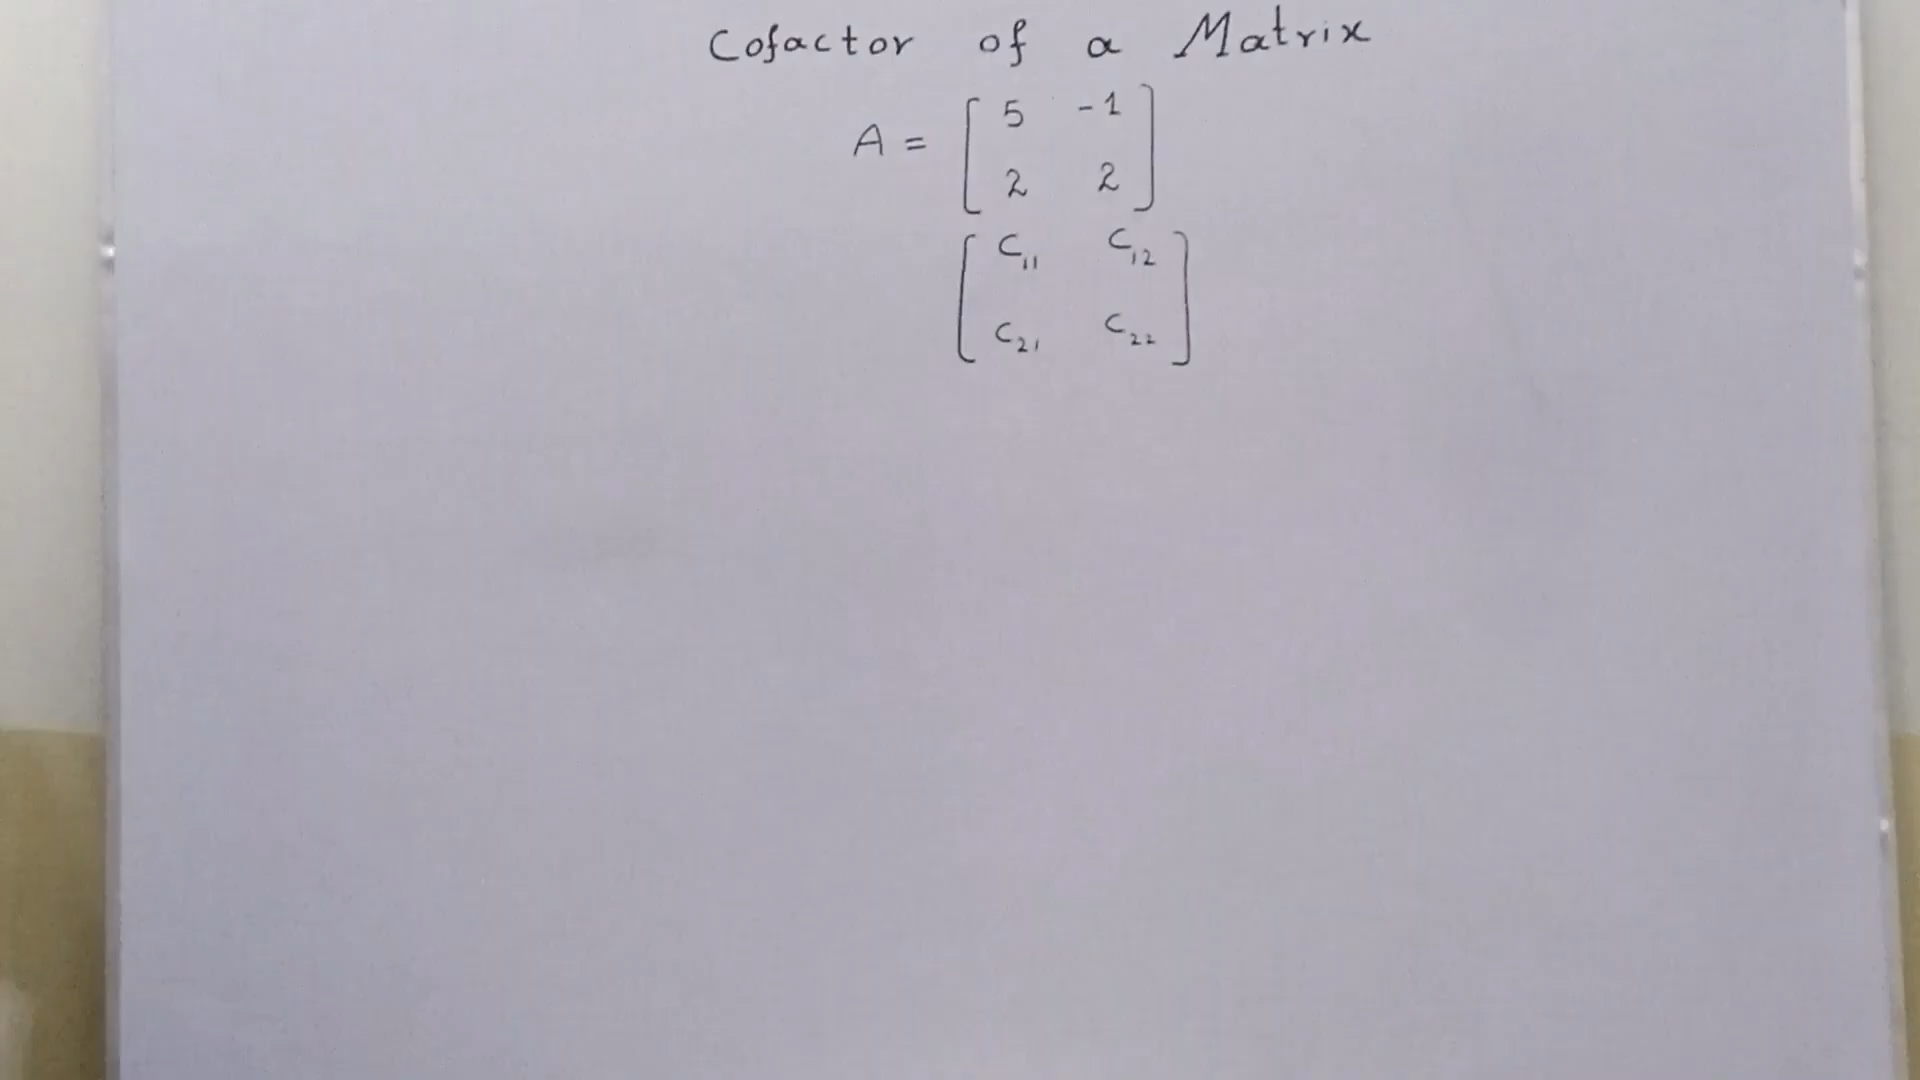 Cofactor of a Matrix
A = [ 5 -1
2 2 ]
[ C₁₁ C₁₂
C₂₁ C₂₂ ]